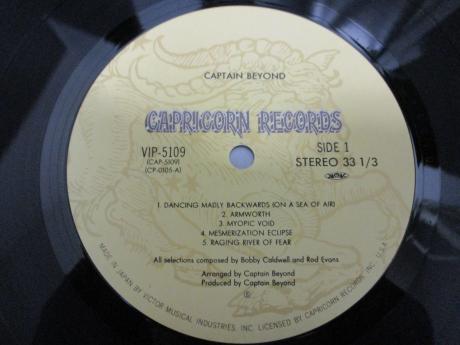 CAPTAIN BEYOND
CAPRICORN RECORDS
VIP-5109
(CAP-5109)
(CP-0105-A)
SIDE 1
STEREO 33 1/3
1. DANCING MADLY BACKWARDS (ON A SEA OF AIR)
2. ARMWORTH
3. MYOPIC VOID
4. MESMERIZATION ECLIPSE
5. RAGING RIVER OF FEAR
All selections composed by Bobby Caldwell and Rod Evans
Arranged by Captain Beyond
Produced by Captain Beyond
MADE IN JAPAN BY VICTOR MUSICAL INDUSTRIES, INC. LICENSED BY CAPRICORN RECORDS, INC., U.S.A.